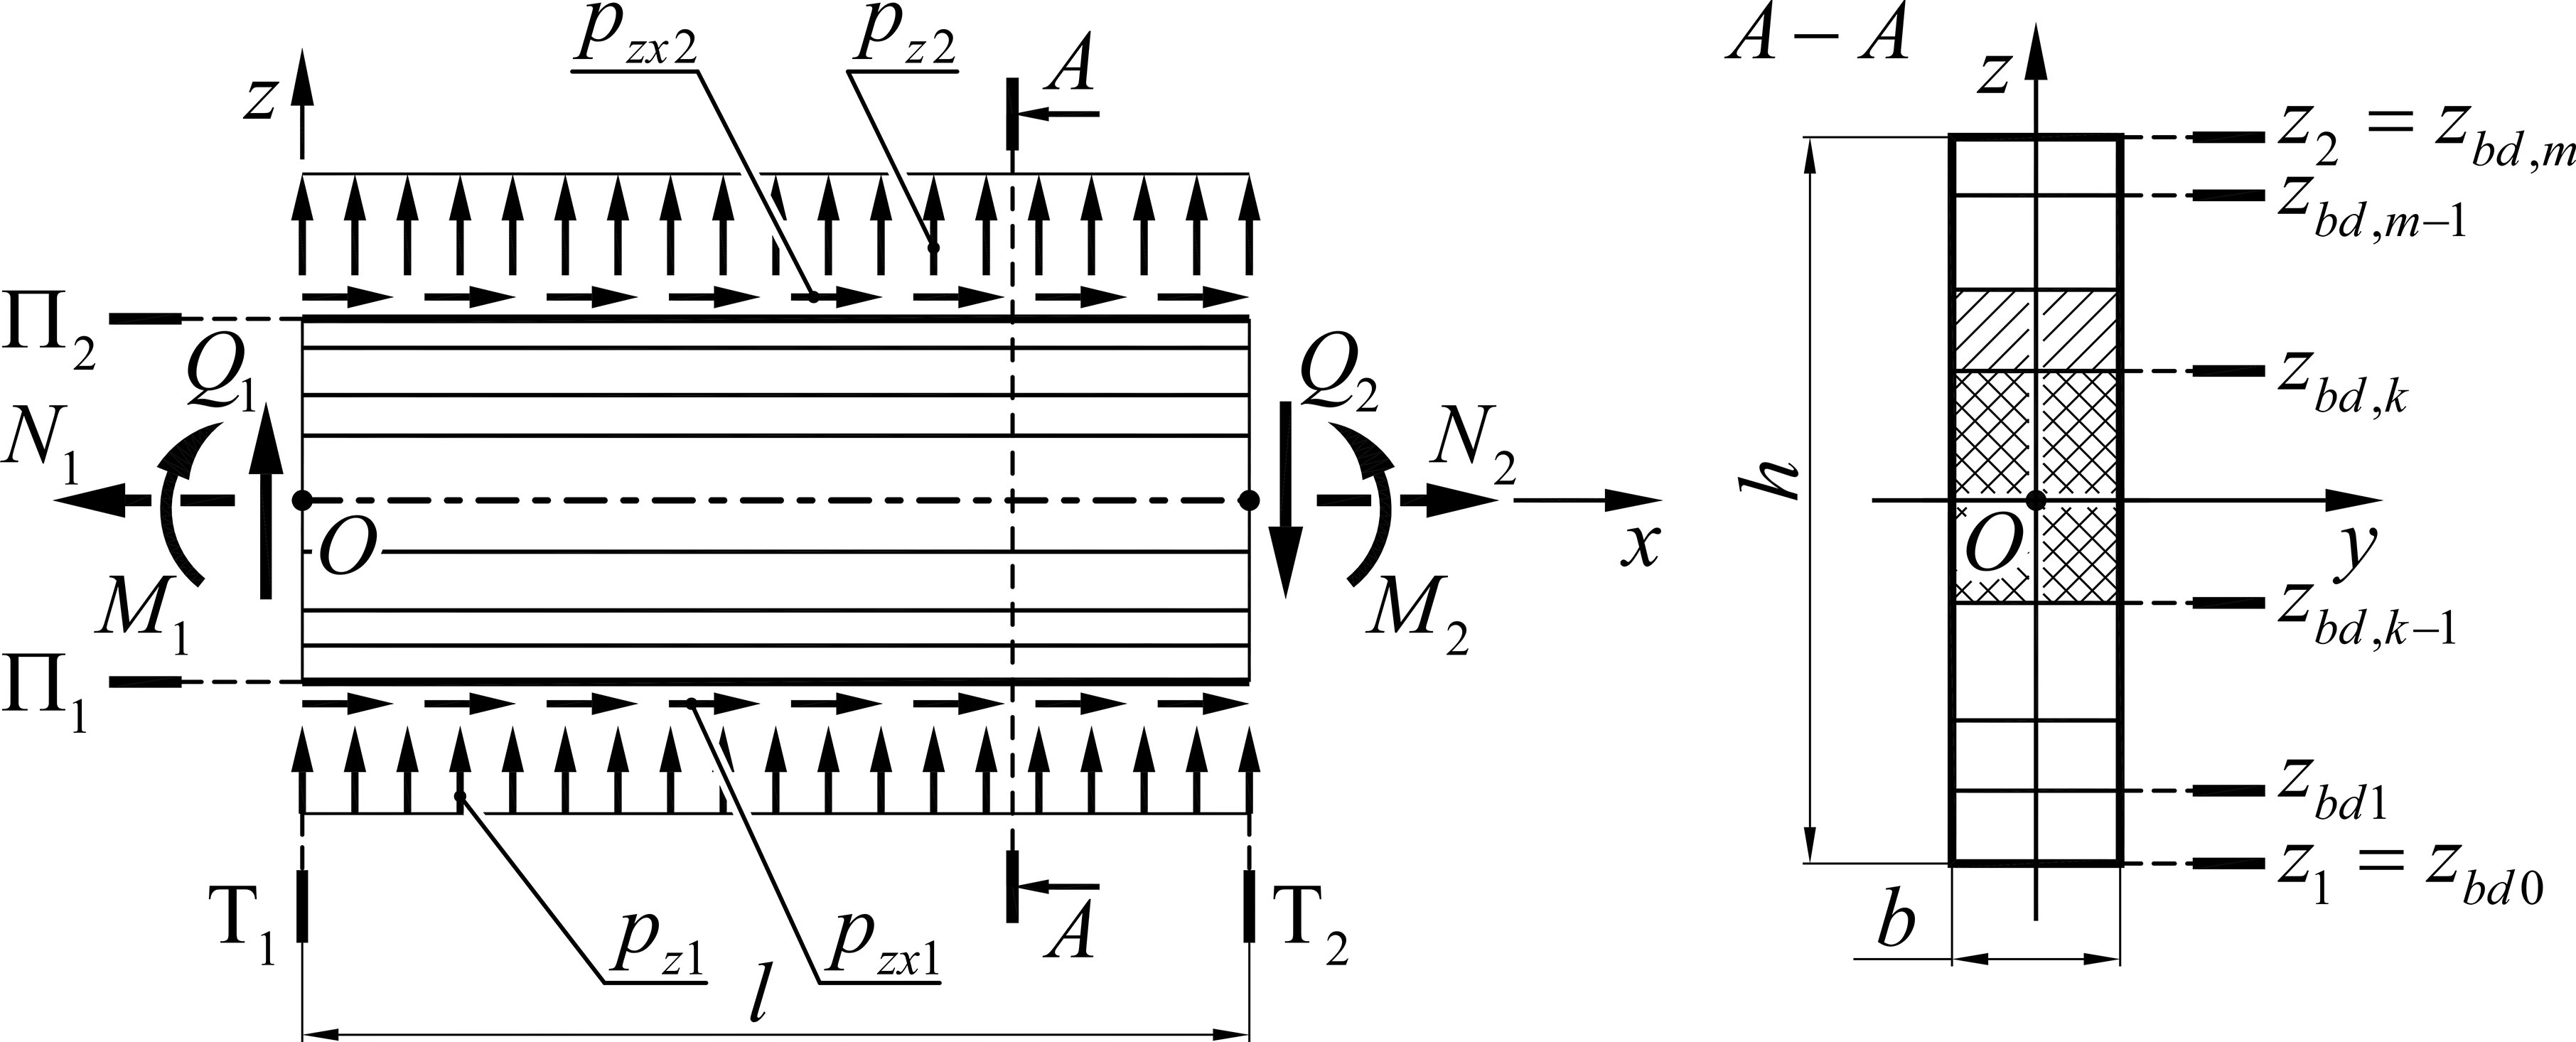 p_{zx2}
p_{z2}
A
z
Π_2
Q_1
N_1
M_1
O
Q_2
N_2
M_2
x
Π_1
T_1
T_2
p_{z1}
p_{zx1}
A
l
A – A
z
z_2 = z_{bd,m}
z_{bd,m–1}
z_{bd,k}
h
O
y
z_{bd,k–1}
z_{bd1}
z_1 = z_{bd0}
b